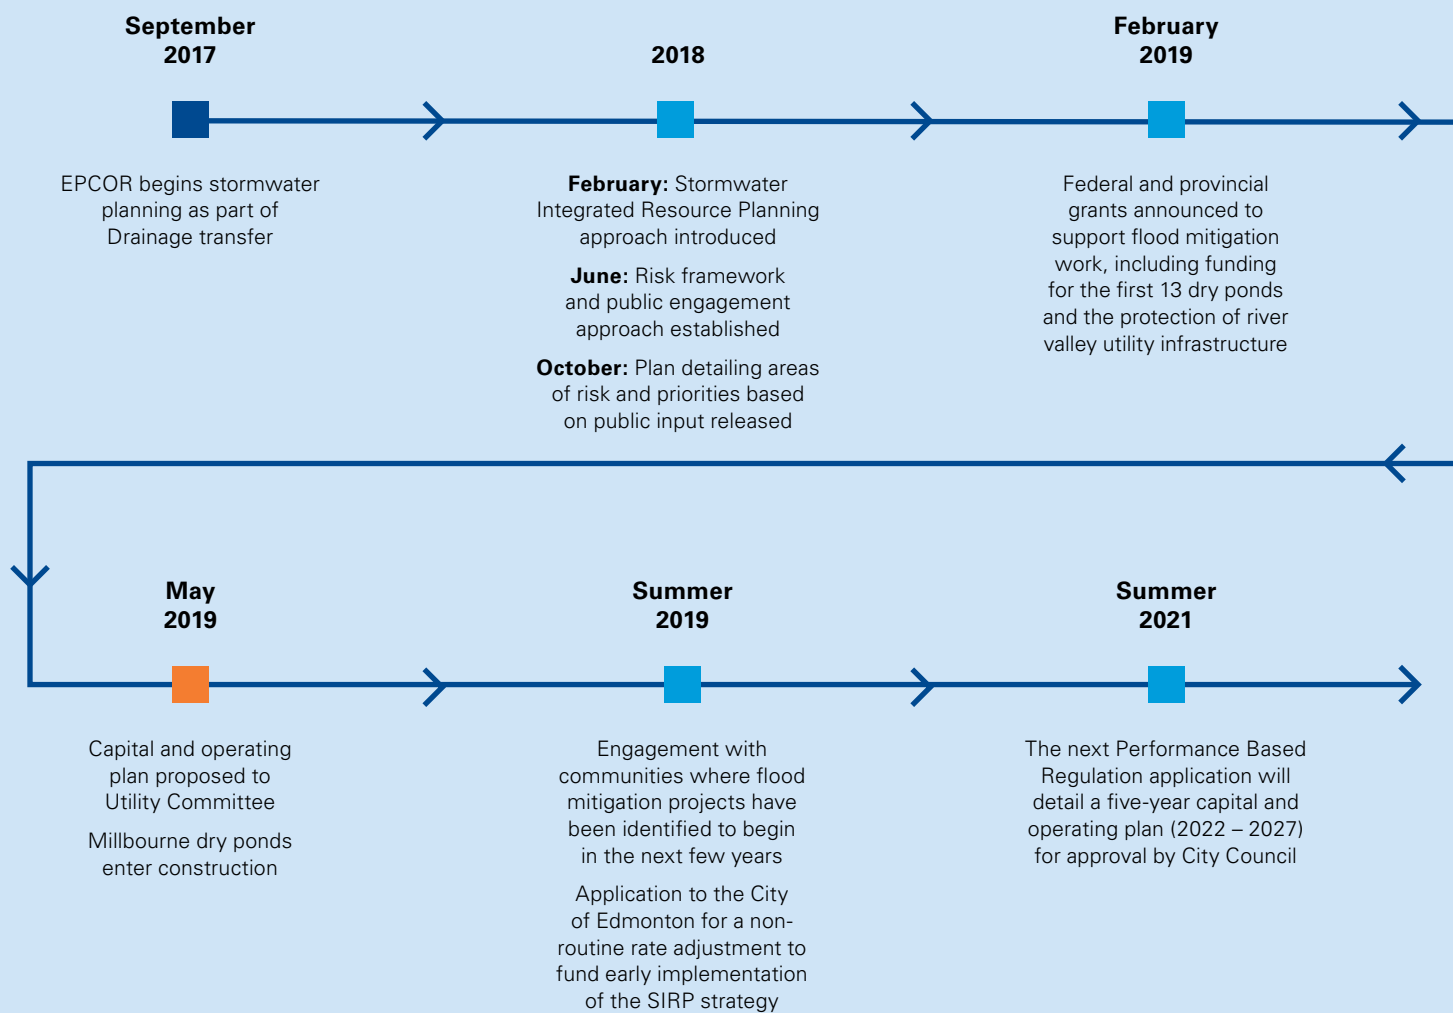 September
2017
EPCOR begins stormwater
planning as part of
Drainage transfer
2018
February: Stormwater
Integrated Resource Planning
approach introduced
June: Risk framework
and public engagement
approach established
October: Plan detailing areas
of risk and priorities based
on public input released
February
2019
Federal and provincial
grants announced to
support flood mitigation
work, including funding
for the first 13 dry ponds
and the protection of river
valley utility infrastructure
May
2019
Capital and operating
plan proposed to
Utility Committee
Millbourne dry ponds
enter construction
Summer
2019
Engagement with
communities where flood
mitigation projects have
been identified to begin
in the next few years
Application to the City
of Edmonton for a non-
routine rate adjustment to
fund early implementation
of the SIRP strategy
Summer
2021
The next Performance Based
Regulation application will
detail a five-year capital and
operating plan (2022 – 2027)
for approval by City Council